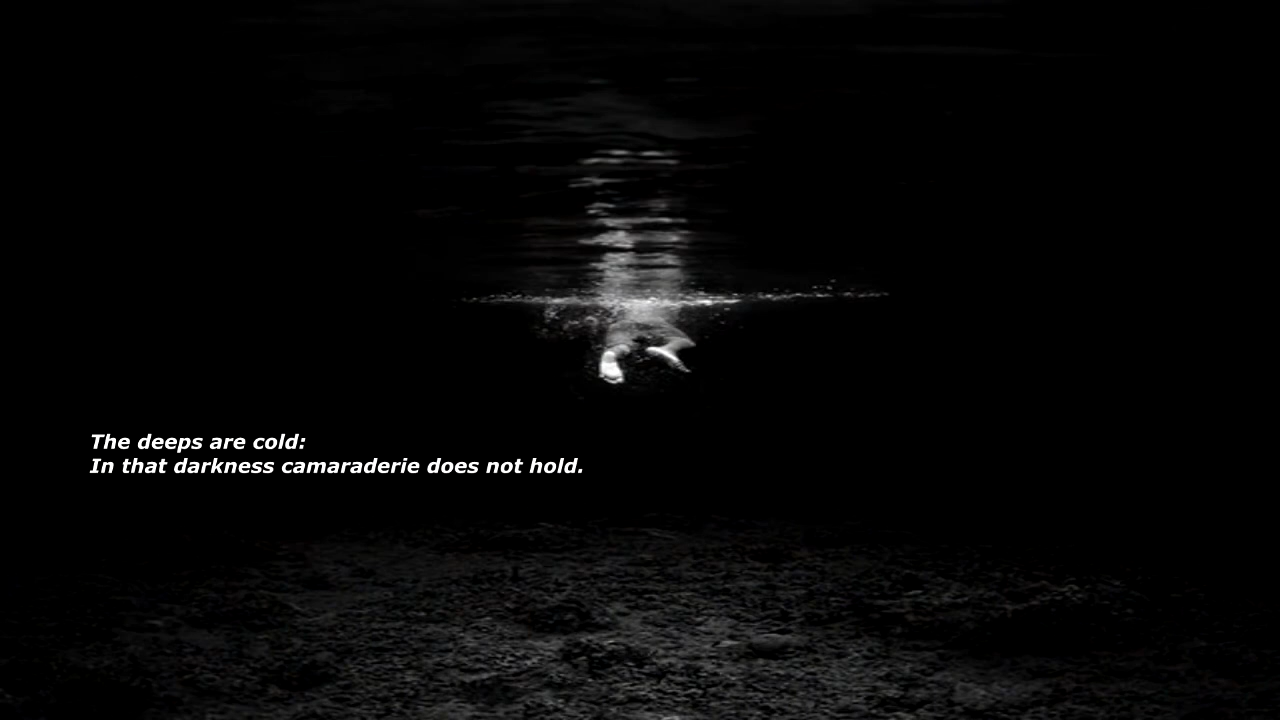 The deeps are cold:
In that darkness camaraderie does not hold.